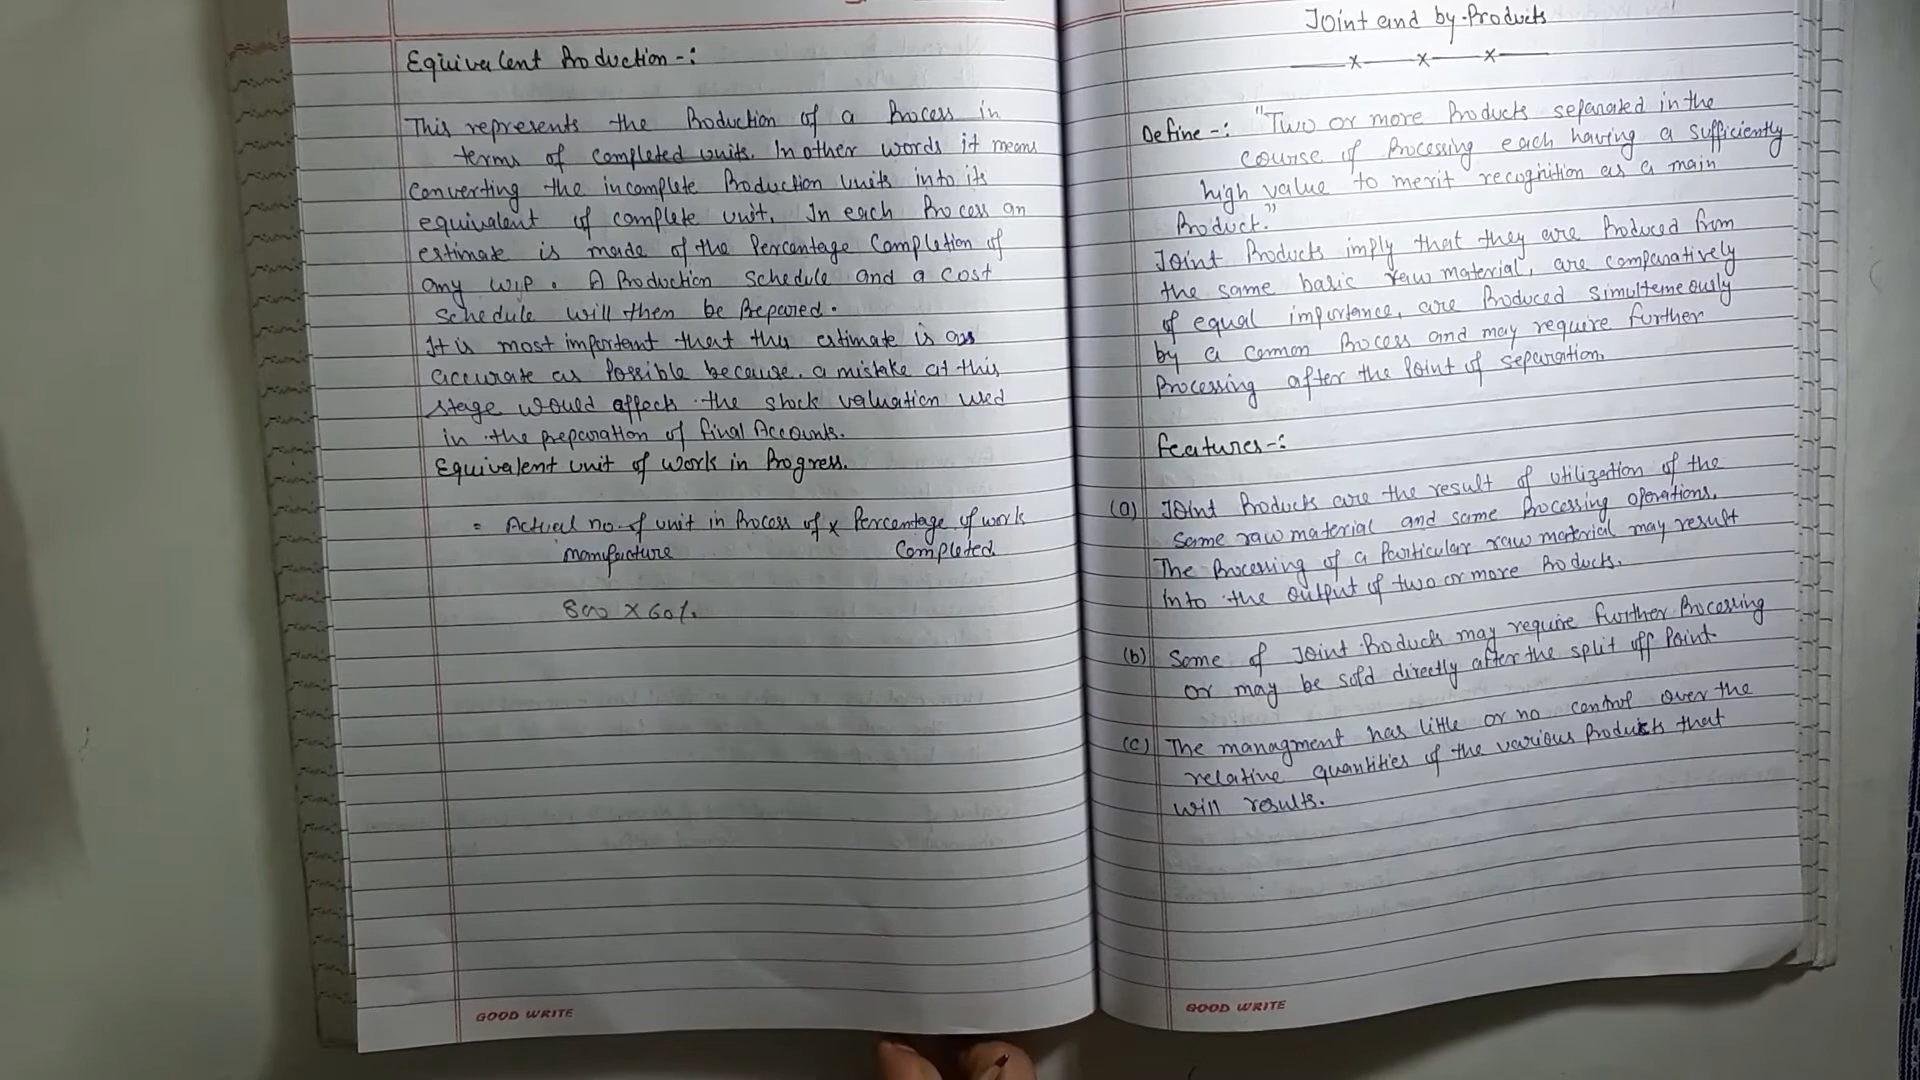 Equivalent Production -:
This represents the Production of a Process in
terms of completed units. In other words it means
converting the incomplete Production units into its
equivalent of complete unit. In each Process an
estimate is made of the Percentage Completion of
any WIP. A Production Schedule and a Cost
Schedule will then be Prepared.
It is most important that this estimate is as
accurate as Possible because a mistake at this
stage would affects the stock valuation used
in the preparation of final Accounts.
Equivalent unit of work in Progress.
= Actual no. of unit in Process of x Percentage of work
manufacture Completed
800 x 60%
GOOD WRITE
Joint and by-Products
x x x
Define -: "Two or more Products separated in the
course of Processing each having a sufficiently
high value to merit recognition as a main
Product."
Joint Products imply that they are Produced from
the same basic raw material, are comparatively
of equal importance, are Produced simulteneously
by a common Process and may require further
Processing after the Point of separation.
Features -:
(a) Joint Products are the result of utilization of the
same raw material and same Processing operations.
The Processing of a Particular raw material may result
into the output of two or more Products.
(b) Some of Joint Products may require further Processing
or may be sold directly after the split off Point
(c) The managment has little or no control over the
relative quantities of the various Products that
will results.
GOOD WRITE